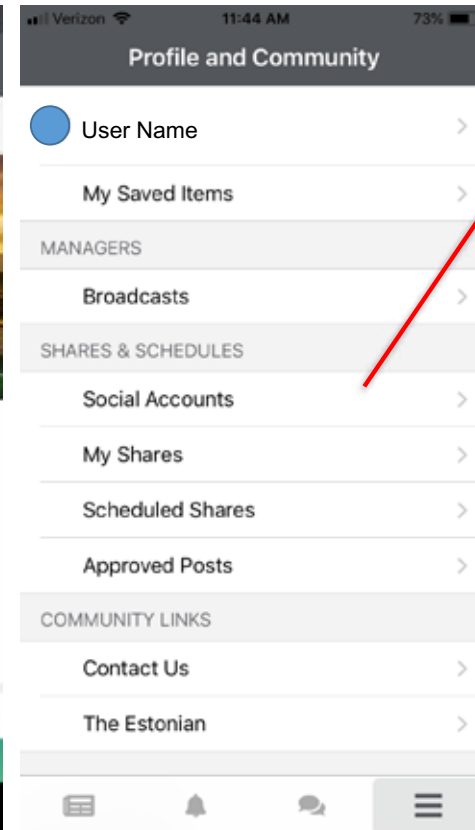 Verizon 11:44 AM 73%
Profile and Community
User Name
My Saved Items
MANAGERS
Broadcasts
SHARES & SCHEDULES
Social Accounts
My Shares
Scheduled Shares
Approved Posts
COMMUNITY LINKS
Contact Us
The Estonian